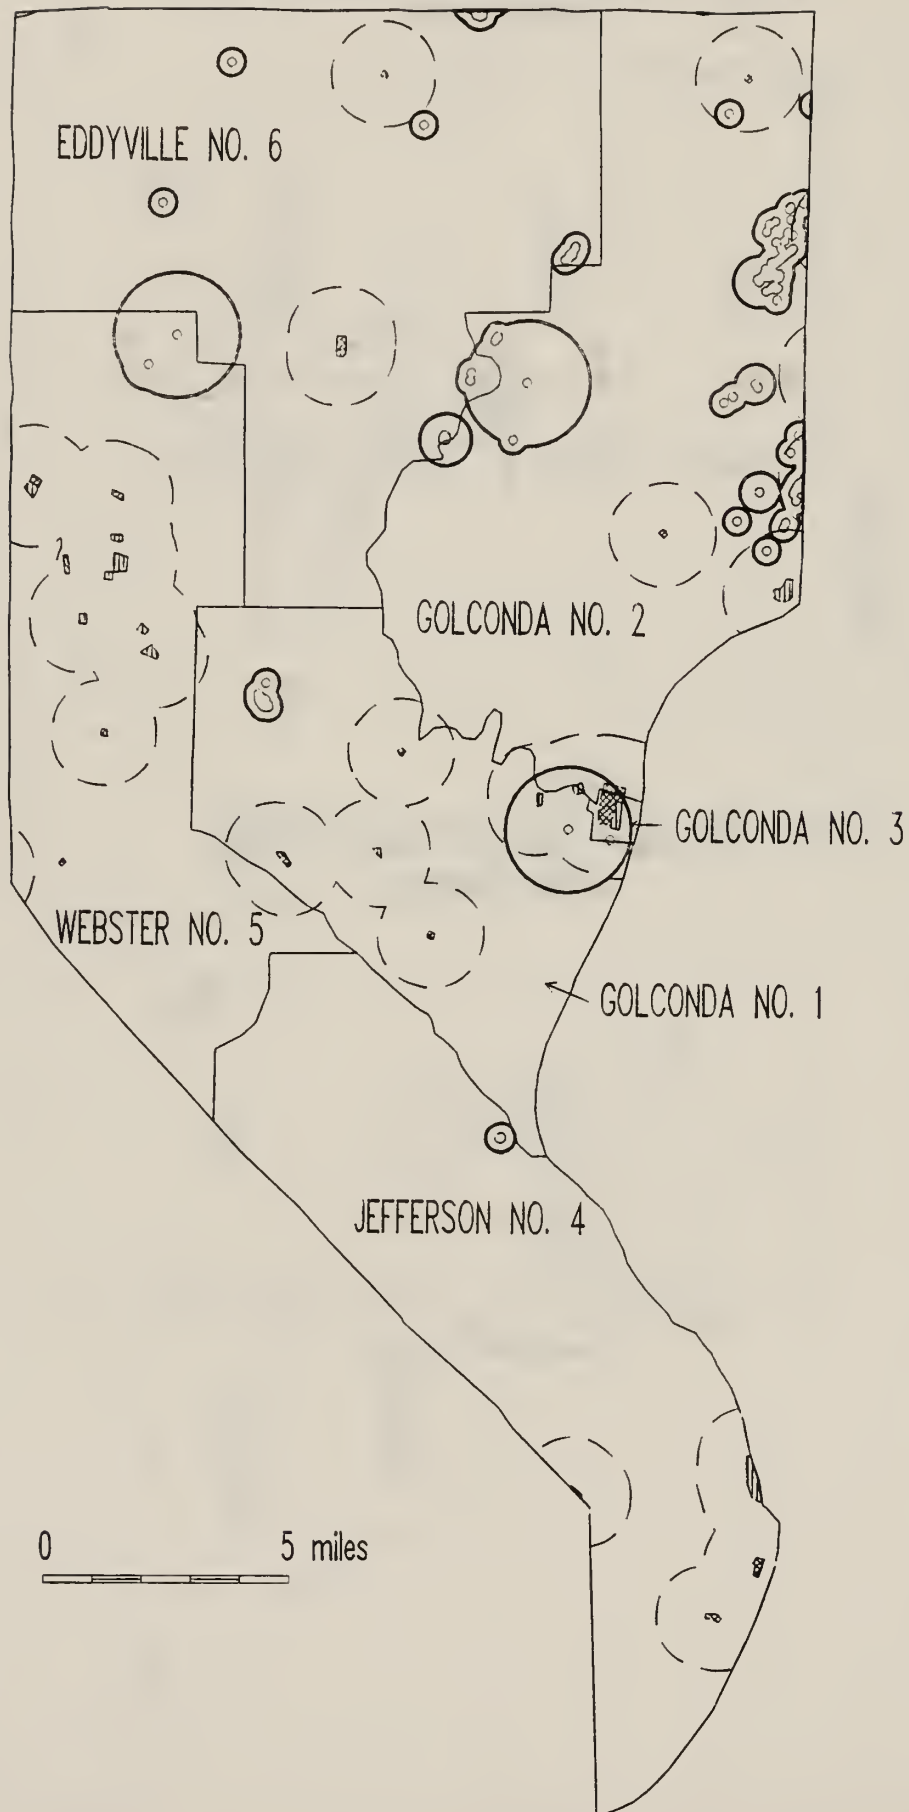 EDDYVILLE NO. 6
GOLCONDA NO. 2
GOLCONDA NO. 3
WEBSTER NO. 5
GOLCONDA NO. 1
JEFFERSON NO. 4
0 5 miles